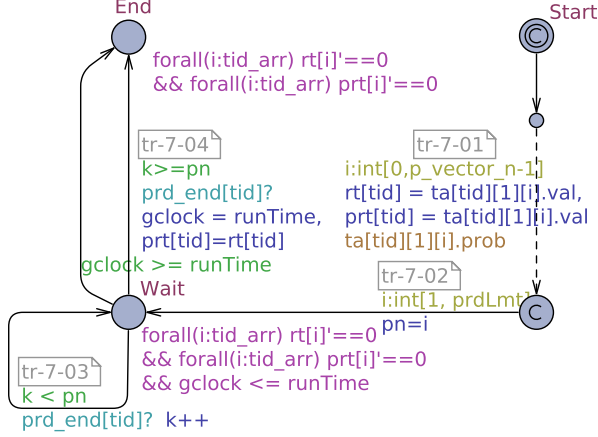 End
Start
forall(i:tid_arr) rt[i]'==0
&& forall(i:tid_arr) prt[i]'==0
tr-7-04
k>=pn
prd_end[tid]?
gclock = runTime,
prt[tid]=rt[tid]
gclock >= runTime
tr-7-01
i:int[0,p_vector_n-1]
rt[tid] = ta[tid][1][i].val,
prt[tid] = ta[tid][1][i].val
ta[tid][1][i].prob
tr-7-02
i:int[1, prdLmt]
pn=i
C
C
Wait
forall(i:tid_arr) rt[i]'==0
&& forall(i:tid_arr) prt[i]'==0
&& gclock <= runTime
tr-7-03
k < pn
prd_end[tid]? k++